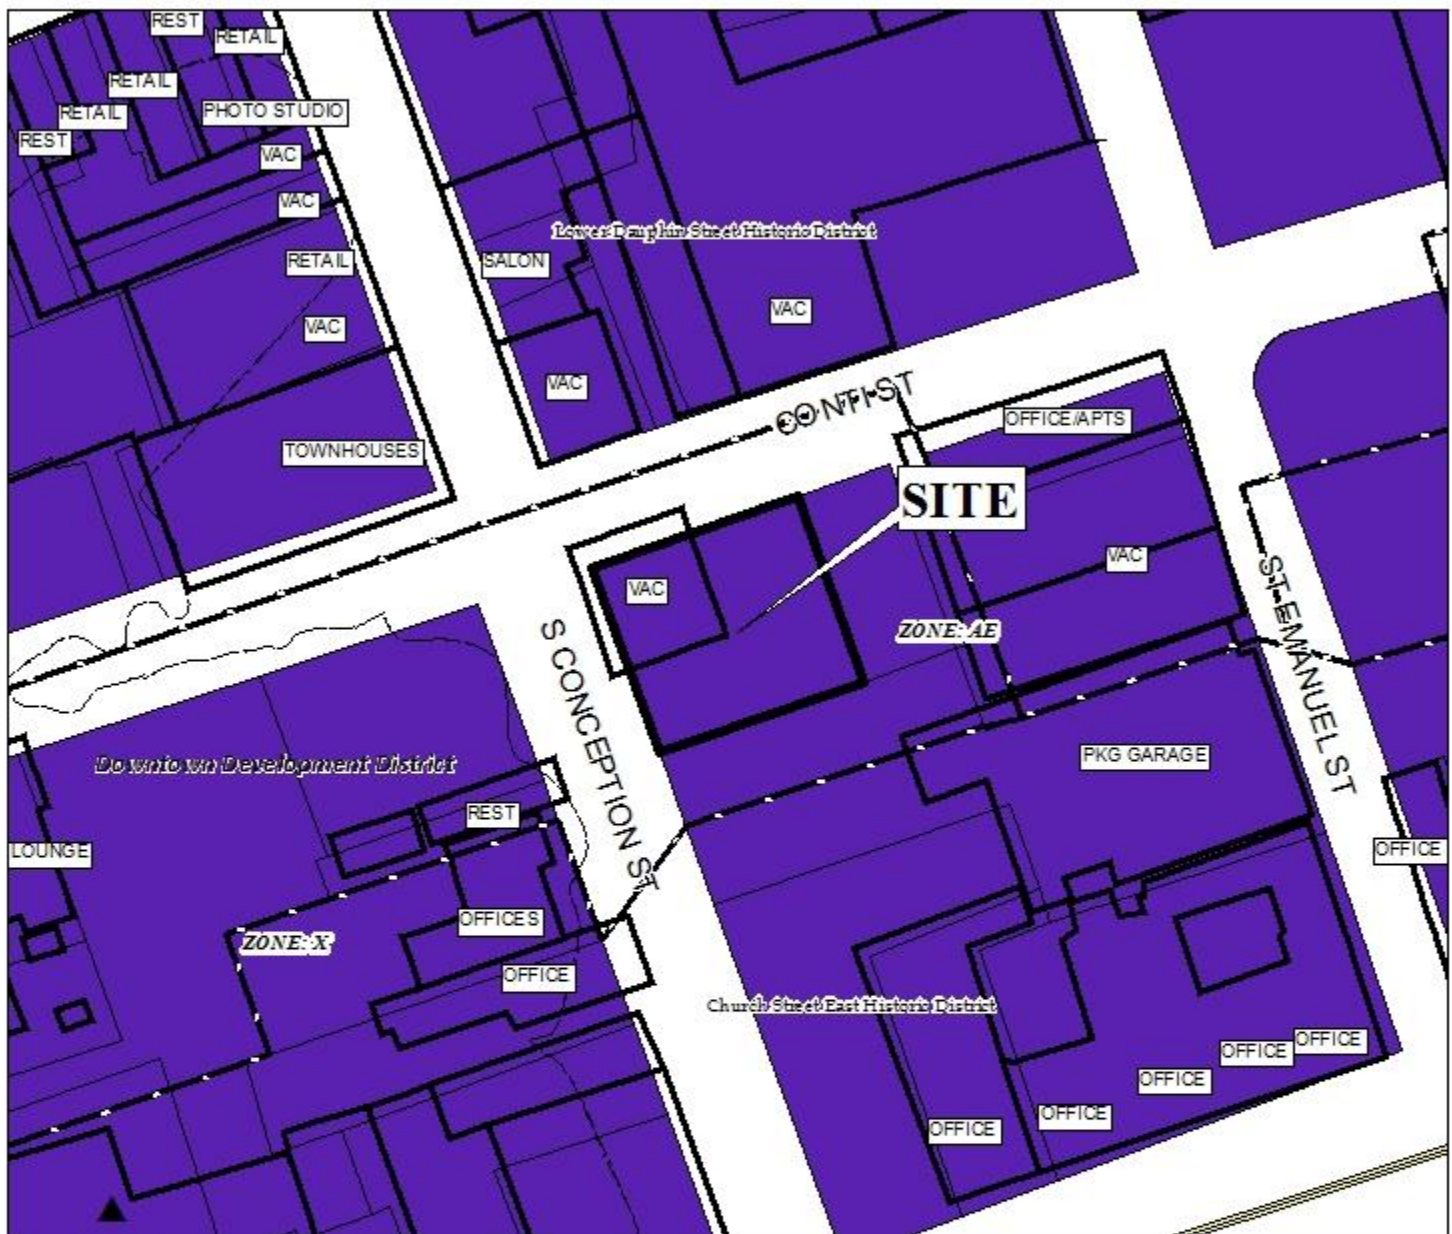 REST
RETAIL
RETAIL
RETAIL
PHOTO STUDIO
REST
VAC
VAC
Lower Dauphin Street Historic District
RETAIL
SALON
VAC
VAC
VAC
CONTI ST
OFFICE/APTS
TOWNHOUSES
SITE
VAC
VAC
ZONE: AE
S CONCEPTION ST
ST EMANUEL ST
Downtown Development District
PKG GARAGE
REST
LOUNGE
OFFICE
OFFICES
ZONE: X
OFFICE
Church Street East Historic District
OFFICE
OFFICE
OFFICE
OFFICE
OFFICE